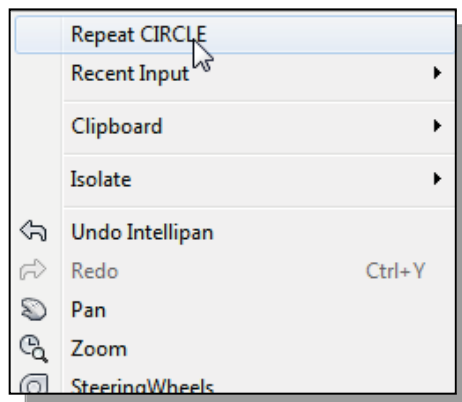 Repeat CIRCLE
Recent Input
Clipboard
Isolate
Undo Intellipan
Redo Ctrl+Y
Pan
Zoom
SteeringWheels